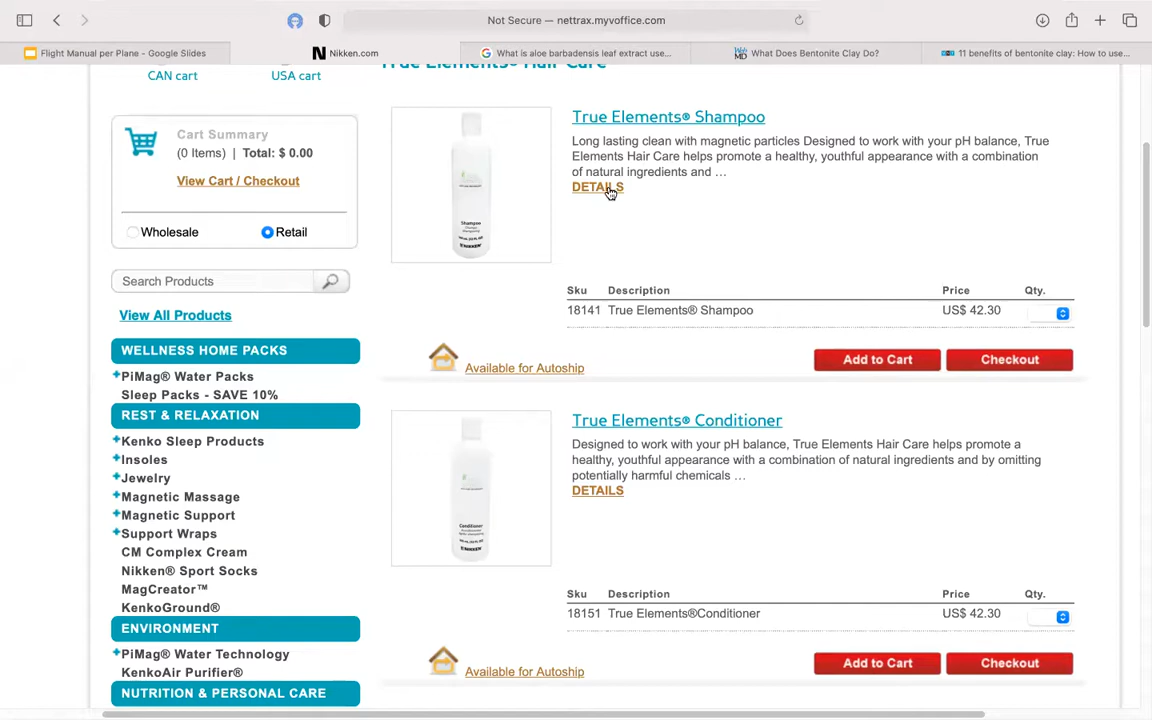 Not Secure — nettrax.myvoffice.com
Flight Manual per Plane - Google Slides
Nikken.com
What is aloe barbadensis leaf extract use...
What Does Bentonite Clay Do?
11 benefits of bentonite clay: How to use...
CAN cart
USA cart
True Elements® Hair Care
Cart Summary
(0 Items) | Total: $ 0.00
View Cart / Checkout
Wholesale
Retail
Search Products
View All Products
WELLNESS HOME PACKS
PiMag® Water Packs
Sleep Packs - SAVE 10%
REST & RELAXATION
Kenko Sleep Products
Insoles
Jewelry
Magnetic Massage
Magnetic Support
Support Wraps
CM Complex Cream
Nikken® Sport Socks
MagCreator™
KenkoGround®
ENVIRONMENT
PiMag® Water Technology
KenkoAir Purifier®
NUTRITION & PERSONAL CARE
Shampoo
NIKKEN
True Elements® Shampoo
Long lasting clean with magnetic particles Designed to work with your pH balance, True
Elements Hair Care helps promote a healthy, youthful appearance with a combination
of natural ingredients and ...
DETAILS
Sku Description Price Qty.
18141 True Elements® Shampoo US$ 42.30
Available for Autoship
Add to Cart
Checkout
Conditioner
NIKKEN
True Elements® Conditioner
Designed to work with your pH balance, True Elements Hair Care helps promote a
healthy, youthful appearance with a combination of natural ingredients and by omitting
potentially harmful chemicals ...
DETAILS
Sku Description Price Qty.
18151 True Elements®Conditioner US$ 42.30
Available for Autoship
Add to Cart
Checkout